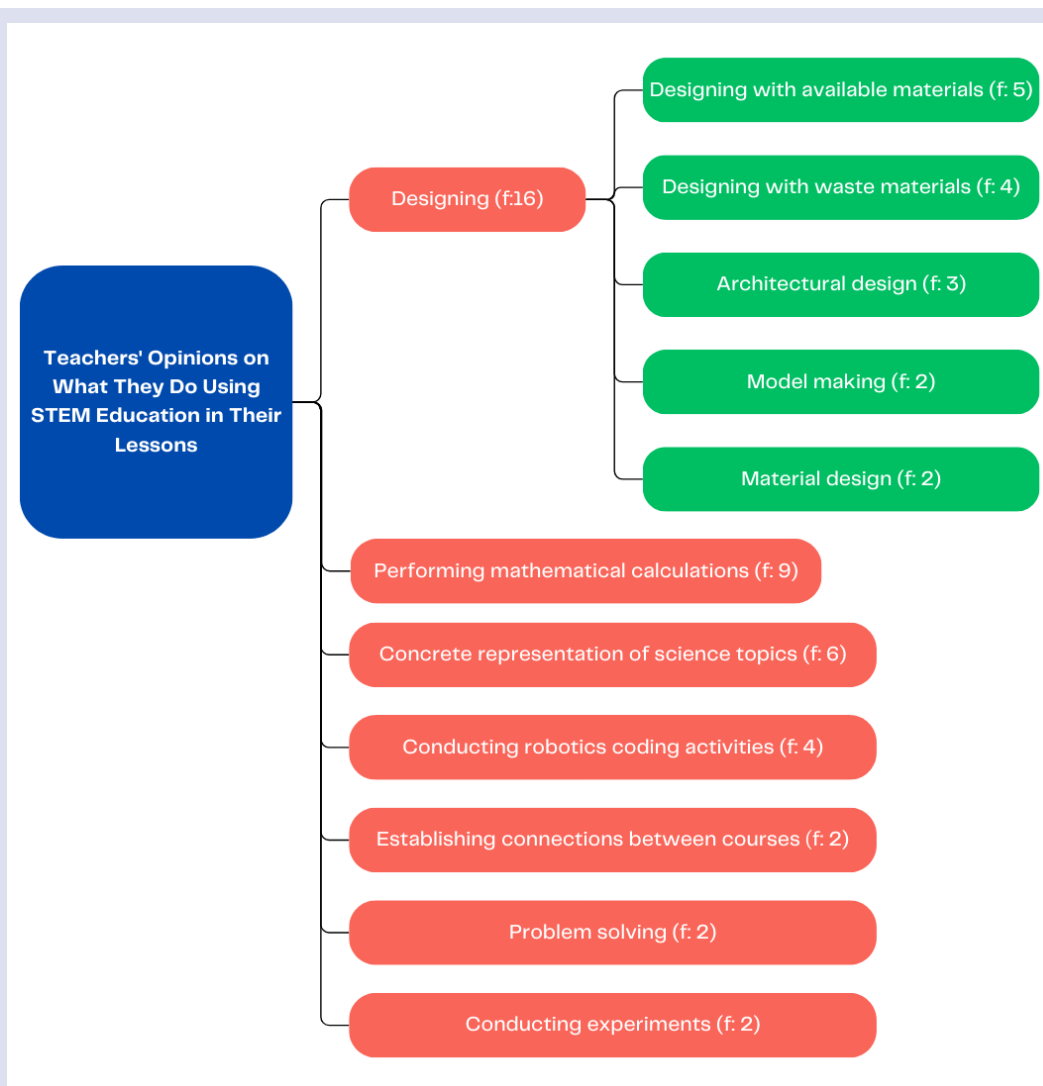 Teachers' Opinions on
What They Do Using
STEM Education in Their
Lessons
Designing (f:16)
Designing with available materials (f: 5)
Designing with waste materials (f: 4)
Architectural design (f: 3)
Model making (f: 2)
Material design (f: 2)
Performing mathematical calculations (f: 9)
Concrete representation of science topics (f: 6)
Conducting robotics coding activities (f: 4)
Establishing connections between courses (f: 2)
Problem solving (f: 2)
Conducting experiments (f: 2)